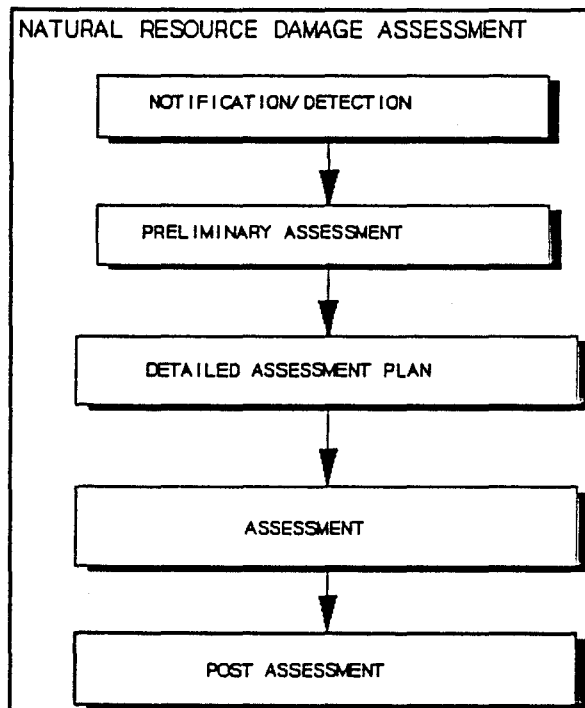 NATURAL RESOURCE DAMAGE ASSESSMENT
NOTIFICATION/DETECTION
PRELIMINARY ASSESSMENT
DETAILED ASSESSMENT PLAN
ASSESSMENT
POST ASSESSMENT